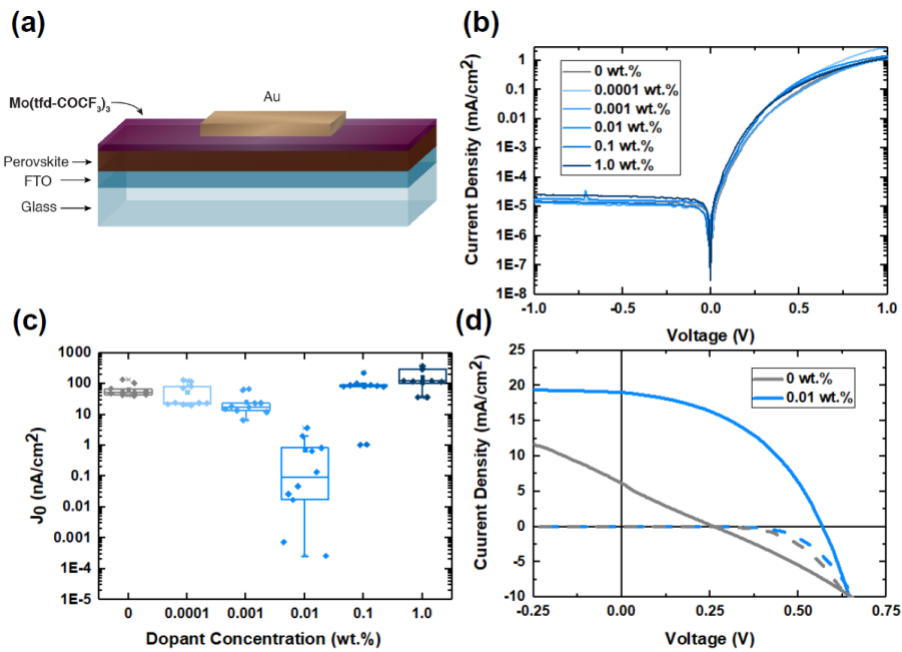 (a)
Mo(tfd-COCF3)3
Au
Perovskite
FTO
Glass
(b)
Current Density (mA/cm2)
1
0.1
0.01
1E-3
1E-4
1E-5
1E-6
1E-7
1E-8
0 wt.%
0.0001 wt.%
0.001 wt.%
0.01 wt.%
0.1 wt.%
1.0 wt.%
-1.0 -0.5 0.0 0.5 1.0
Voltage (V)
(c)
J0 (nA/cm2)
1000
100
10
1
0.1
0.01
0.001
1E-4
1E-5
0 0.0001 0.001 0.01 0.1 1.0
Dopant Concentration (wt.%)
(d)
Cuurent Density (mA/cm2)
25
20
15
10
5
0
-5
-10
0 wt.%
0.01 wt.%
-0.25 0.00 0.25 0.50 0.75
Voltage (V)